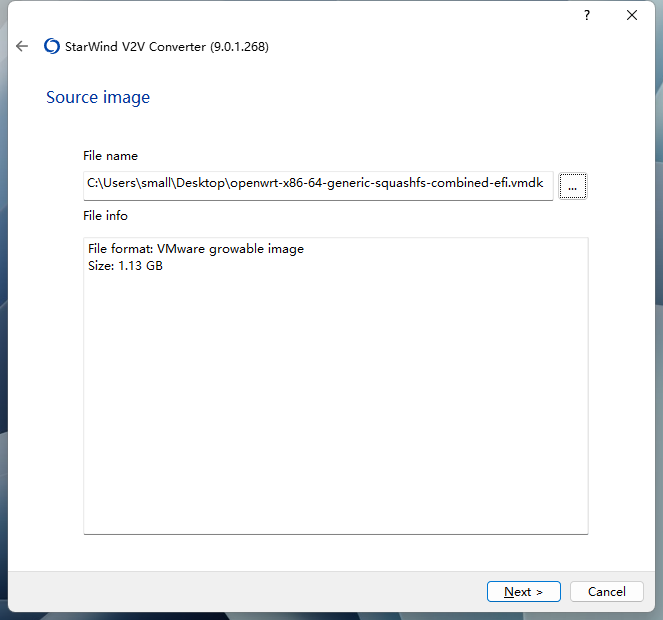 ?
StarWind V2V Converter (9.0.1.268)
Source image
File name
C:\Users\small\Desktop\openwrt-x86-64-generic-squashfs-combined-efi.vmdk
...
File info
File format: VMware growable image
Size: 1.13 GB
Next >
Cancel